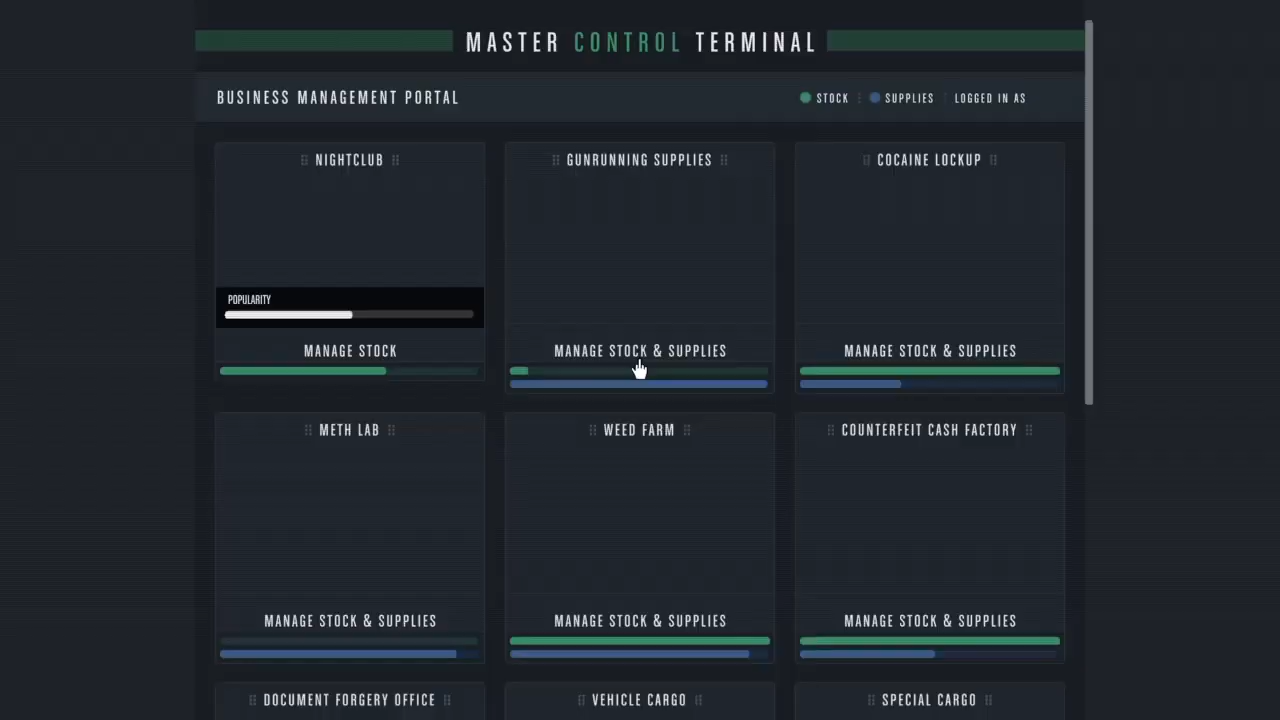 MASTER CONTROL TERMINAL
BUSINESS MANAGEMENT PORTAL
STOCK
SUPPLIES
LOGGED IN AS
NIGHTCLUB
GUNRUNNING SUPPLIES
COCAINE LOCKUP
POPULARITY
MANAGE STOCK
MANAGE STOCK & SUPPLIES
MANAGE STOCK & SUPPLIES
METH LAB
WEED FARM
COUNTERFEIT CASH FACTORY
MANAGE STOCK & SUPPLIES
MANAGE STOCK & SUPPLIES
MANAGE STOCK & SUPPLIES
DOCUMENT FORGERY OFFICE
VEHICLE CARGO
SPECIAL CARGO